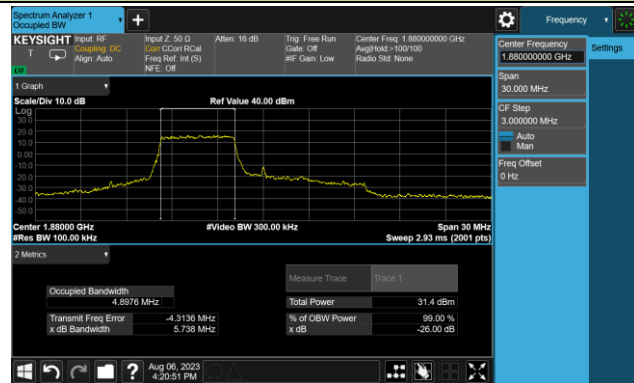 Spectrum Analyzer 1
Occupied BW
Frequency
KEYSIGHT
Input: RF
Coupling: DC
Align: Auto
Input Z: 50 Ω
Corr CCorr RCal
Freq Ref: Int (S)
NFE: Off
Atten: 16 dB
Trig: Free Run
Gate: Off
#IF Gain: Low
Center Freq: 1.880000000 GHz
Avg|Hold:>100/100
Radio Std: None
Center Frequency
1.880000000 GHz
Settings
Span
30.000 MHz
CF Step
3.000000 MHz
Auto
Man
Freq Offset
0 Hz
1 Graph
Scale/Div 10.0 dB
Ref Value 40.00 dBm
Log
30.0
20.0
10.0
0.00
-10.0
-20.0
-30.0
-40.0
-50.0
Center 1.88000 GHz
#Video BW 300.00 kHz
Span 30 MHz
#Res BW 100.00 kHz
Sweep 2.93 ms (2001 pts)
2 Metrics
Measure Trace
Trace 1
Occupied Bandwidth
4.8976 MHz
Total Power
31.4 dBm
Transmit Freq Error
-4.3136 MHz
% of OBW Power
99.00 %
x dB Bandwidth
5.738 MHz
x dB
-26.00 dB
Aug 06, 2023
4:20:51 PM